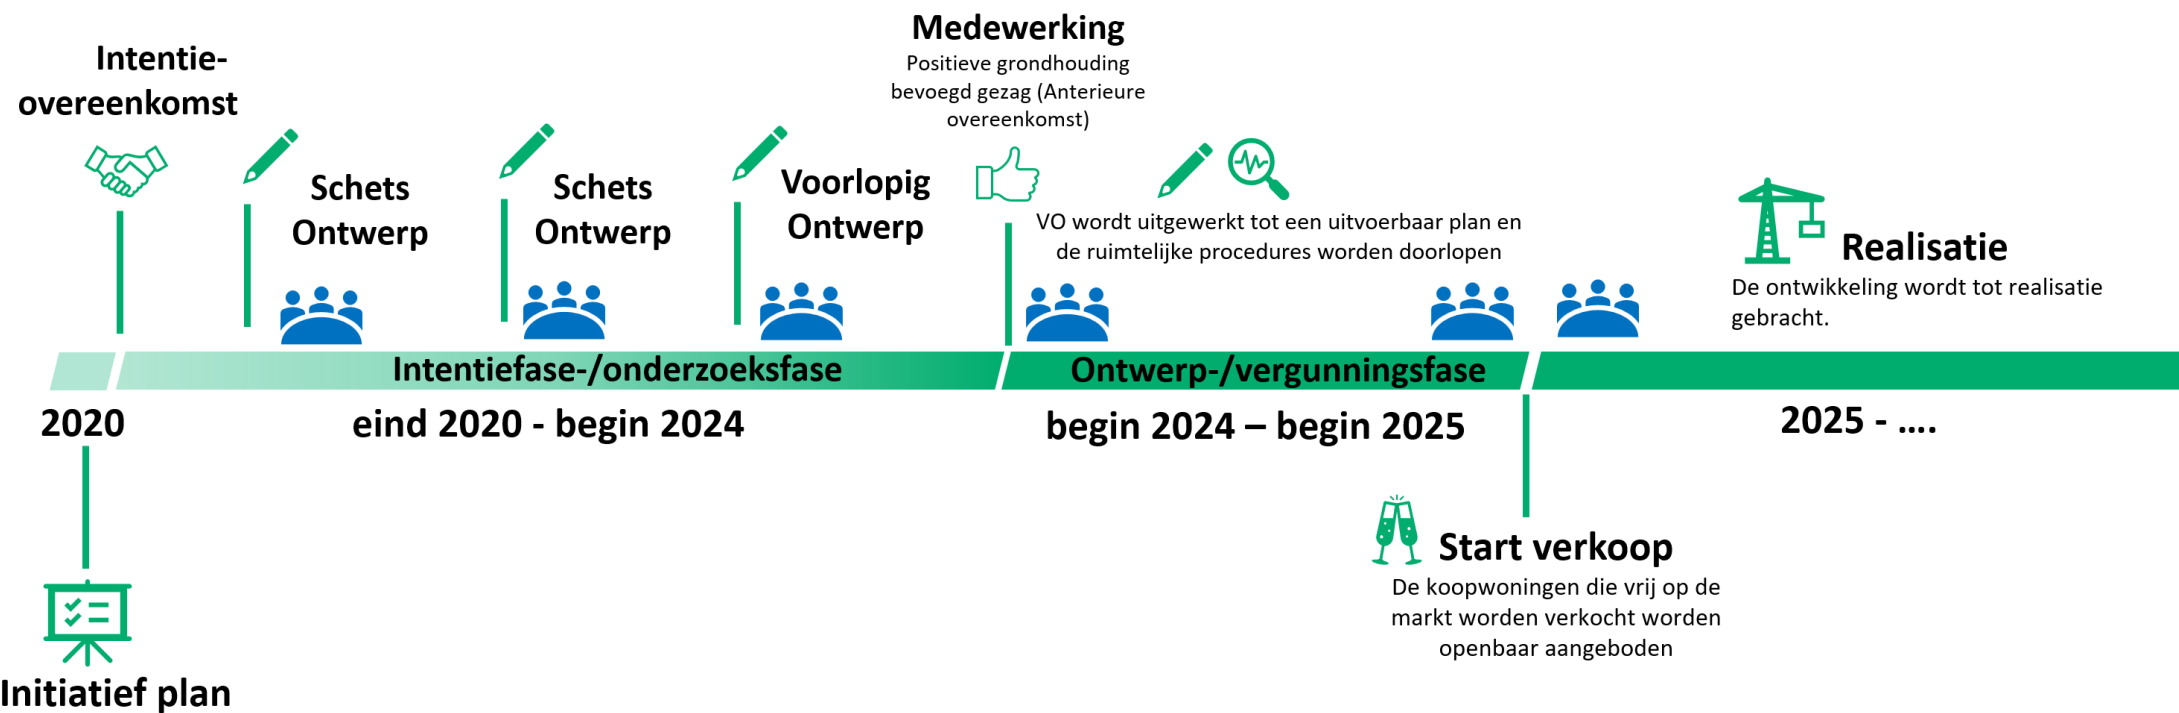 Intentie-
overeenkomst
Schets
Ontwerp
Schets
Ontwerp
Voorlopig
Ontwerp
Medewerking
Positieve grondhouding
bevoegd gezag (Anterieure
overeenkomst)
VO wordt uitgewerkt tot een uitvoerbaar plan en
de ruimtelijke procedures worden doorlopen
Realisatie
De ontwikkeling wordt tot realisatie
gebracht.
Intentiefase-/onderzoeksfase
Ontwerp-/vergunningsfase
2020
eind 2020 - begin 2024
begin 2024 – begin 2025
2025 - ....
Start verkoop
De koopwoningen die vrij op de
markt worden verkocht worden
openbaar aangeboden
Initiatief plan